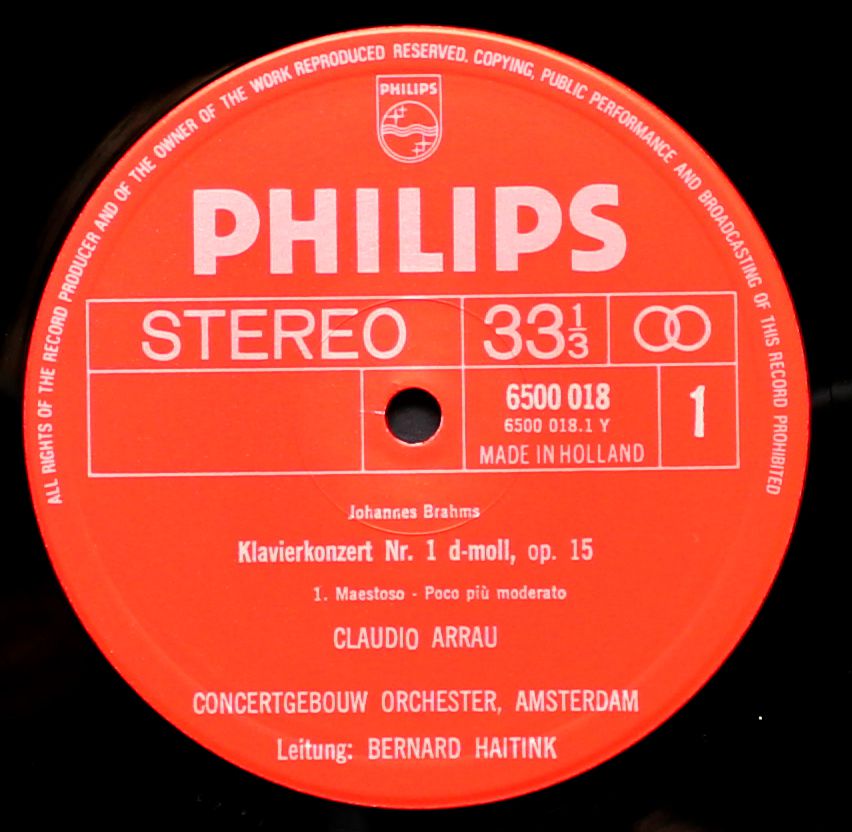 ALL RIGHTS OF THE RECORD PRODUCER AND OF THE OWNER OF THE WORK REPRODUCED RESERVED. COPYING, PUBLIC PERFORMANCE AND BROADCASTING OF THIS RECORD PROHIBITED
PHILIPS
PHILIPS
STEREO 33⅓
6500 018
6500 018.1 Y
MADE IN HOLLAND
1
Johannes Brahms
Klavierkonzert Nr. 1 d-moll, op. 15
1. Maestoso - Poco più moderato
CLAUDIO ARRAU
CONCERTGEBOUW ORCHESTER, AMSTERDAM
Leitung: BERNARD HAITINK